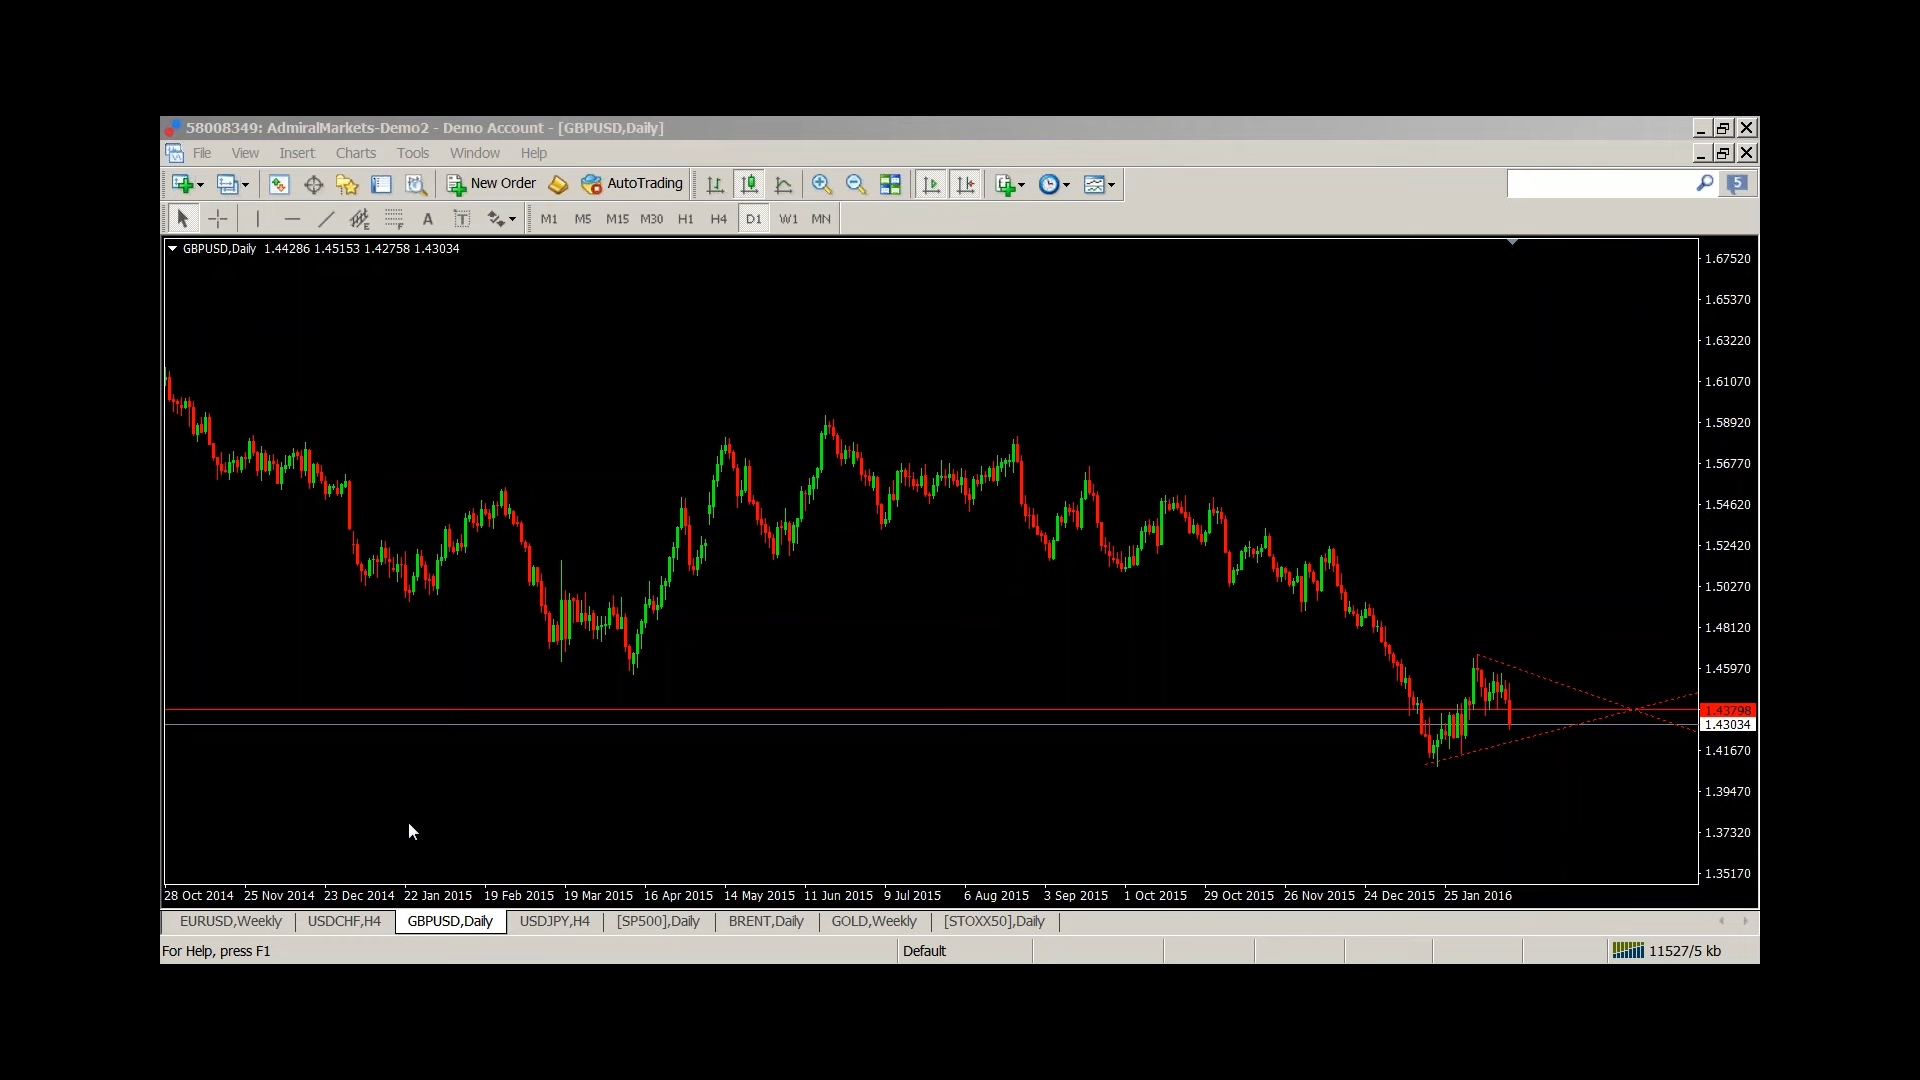 58008349: AdmiralMarkets-Demo2 - Demo Account - [GBPUSD,Daily]
File View Insert Charts Tools Window Help
New Order AutoTrading 5
A T M1 M5 M15 M30 H1 H4 D1 W1 MN
GBPUSD,Daily 1.44286 1.45153 1.42758 1.43034
1.67520
1.65370
1.63220
1.61070
1.58920
1.56770
1.54620
1.52420
1.50270
1.48120
1.45970
1.43798
1.43034
1.41670
1.39470
1.37320
1.35170
28 Oct 2014 25 Nov 2014 23 Dec 2014 22 Jan 2015 19 Feb 2015 19 Mar 2015 16 Apr 2015 14 May 2015 11 Jun 2015 9 Jul 2015 6 Aug 2015 3 Sep 2015 1 Oct 2015 29 Oct 2015 26 Nov 2015 24 Dec 2015 25 Jan 2016
EURUSD,Weekly USDCHF,H4 GBPUSD,Daily USDJPY,H4 [SP500],Daily BRENT,Daily GOLD,Weekly [STOXX50],Daily
For Help, press F1 Default 11527/5 kb